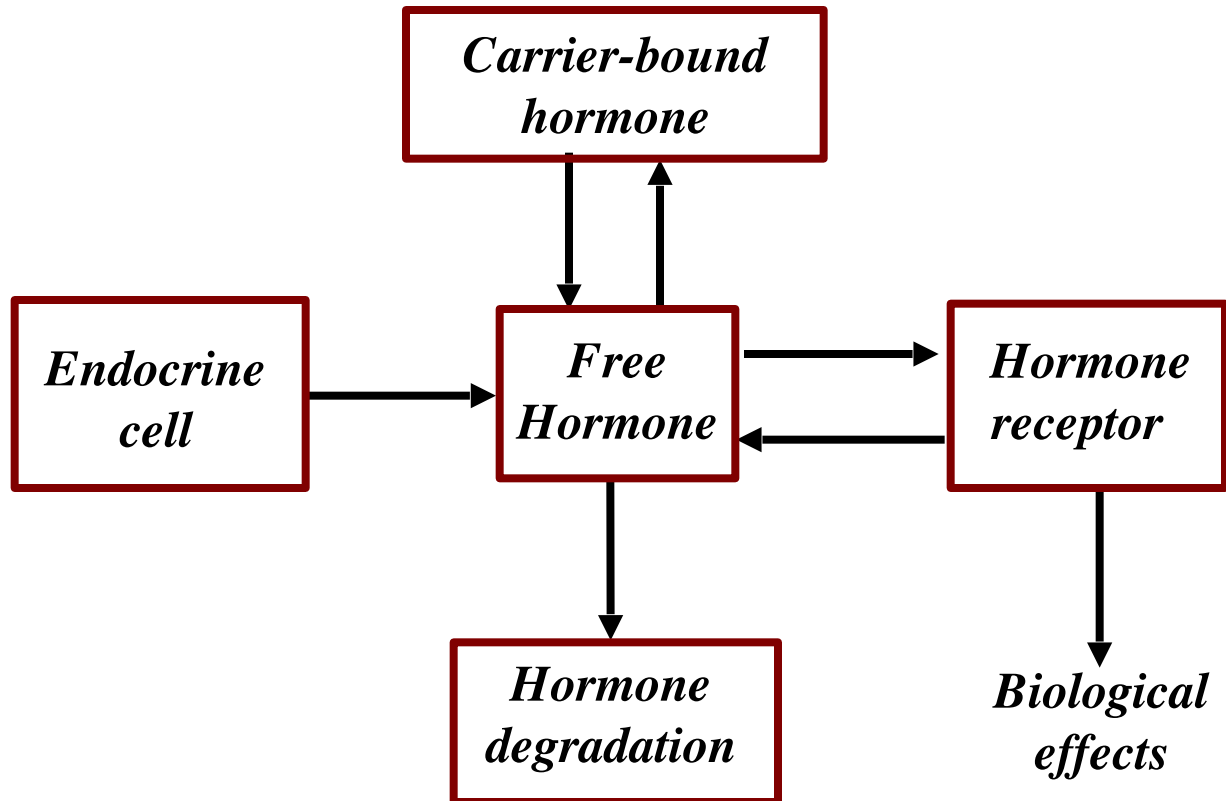 Carrier-bound
hormone
Endocrine
cell
Free
Hormone
Hormone
receptor
Hormone
degradation
Biological
effects